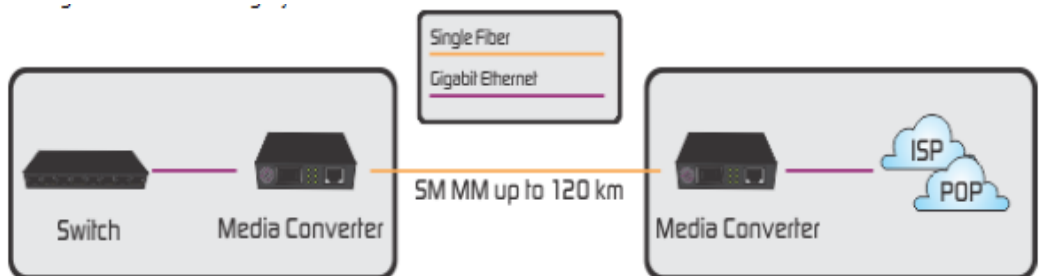 Single Fiber
Gigabit Ethernet
Switch
Media Converter
SM MM up to 120 km
Media Converter
ISP
POP